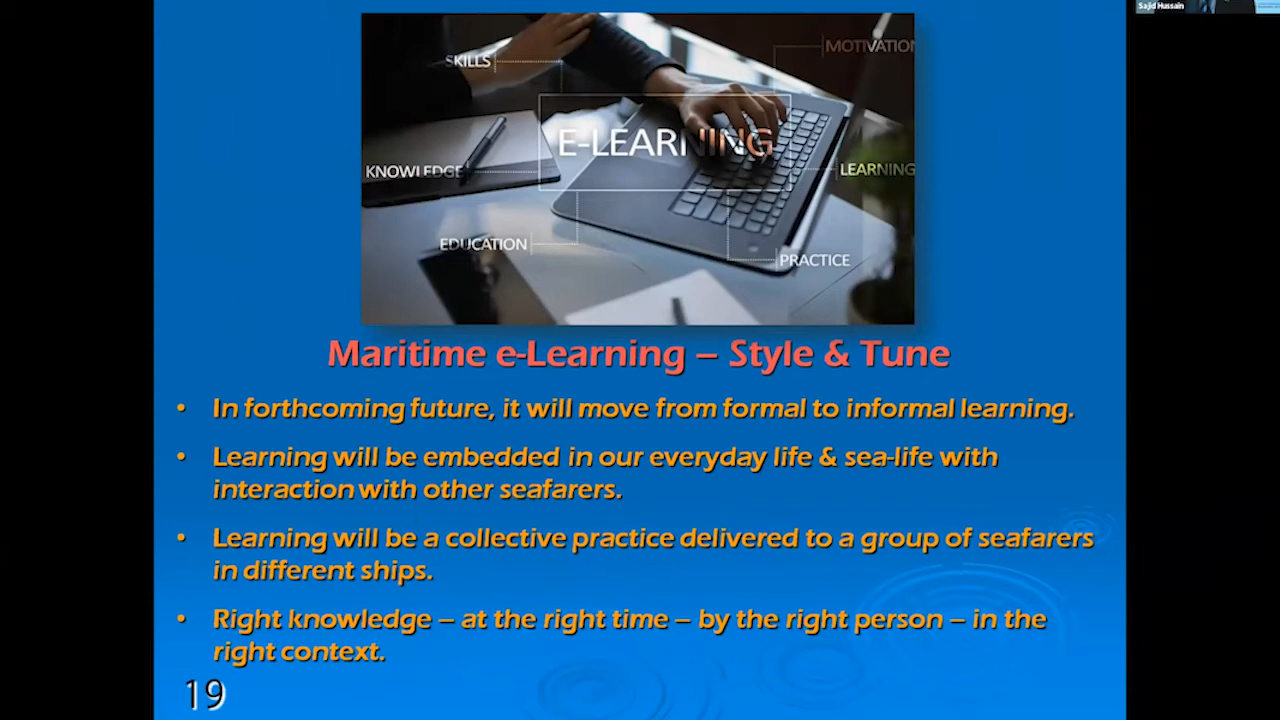 Sajid Hussain
MOTIVATION
SKILLS
E-LEARNING
KNOWLEDGE
LEARNING
EDUCATION
PRACTICE
Maritime e-Learning – Style & Tune
• In forthcoming future, it will move from formal to informal learning.
• Learning will be embedded in our everyday life & sea-life with
interaction with other seafarers.
• Learning will be a collective practice delivered to a group of seafarers
in different ships.
• Right knowledge – at the right time – by the right person – in the
right context.
19